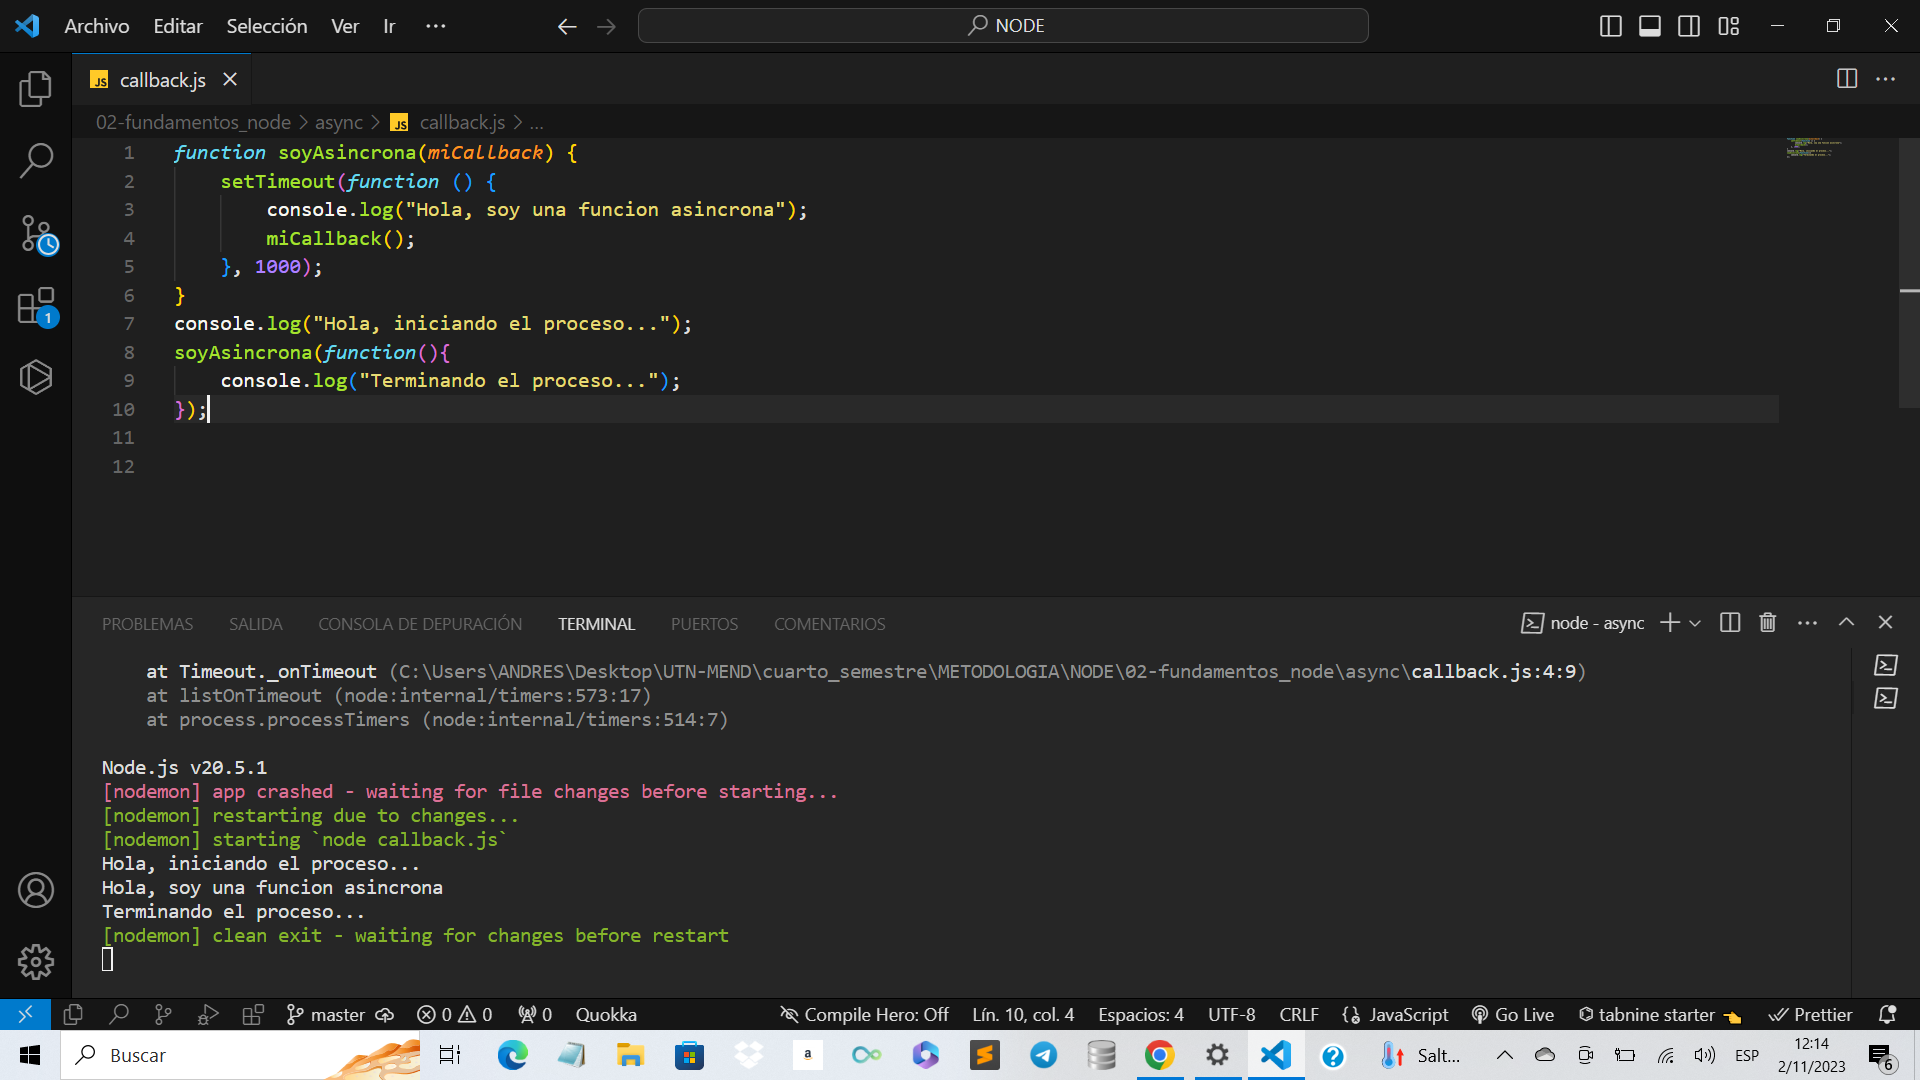 Archivo Editar Selección Ver Ir ···
NODE
JS callback.js
02-fundamentos_node > async > JS callback.js > ...
1 function soyAsincrona(miCallback) {
2 setTimeout(function () {
3 console.log("Hola, soy una funcion asincrona");
4 miCallback();
5 }, 1000);
6 }
7 console.log("Hola, iniciando el proceso...");
8 soyAsincrona(function(){
9 console.log("Terminando el proceso...");
10 });
11
12
1
PROBLEMAS SALIDA CONSOLA DE DEPURACIÓN TERMINAL PUERTOS COMENTARIOS
node - async
at Timeout._onTimeout (C:\Users\ANDRES\Desktop\UTN-MEND\cuarto_semestre\METODOLOGIA\NODE\02-fundamentos_node\async\callback.js:4:9)
at listOnTimeout (node:internal/timers:573:17)
at process.processTimers (node:internal/timers:514:7)
Node.js v20.5.1
[nodemon] app crashed - waiting for file changes before starting...
[nodemon] restarting due to changes...
[nodemon] starting `node callback.js`
Hola, iniciando el proceso...
Hola, soy una funcion asincrona
Terminando el proceso...
[nodemon] clean exit - waiting for changes before restart
master 0 0 0 Quokka Compile Hero: Off Lín. 10, col. 4 Espacios: 4 UTF-8 CRLF JavaScript Go Live tabnine starter Prettier
Buscar
a
Salt...
ESP
12:14
2/11/2023
6